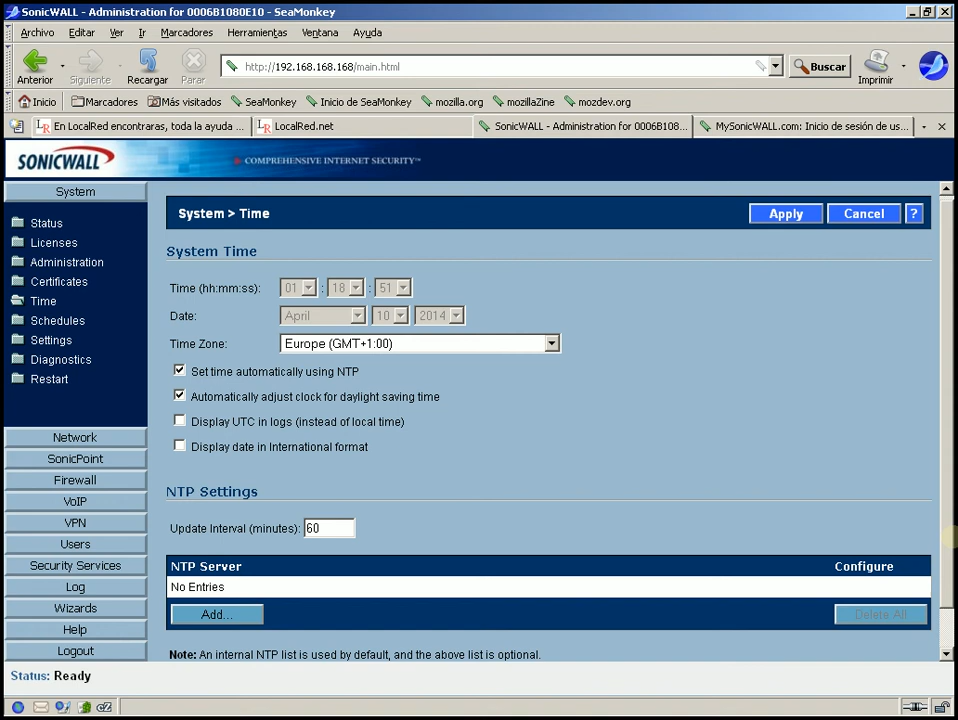 SonicWALL - Administration for 0006B1080E10 - SeaMonkey
Archivo Editar Ver Ir Marcadores Herramientas Ventana Ayuda
Anterior Siguiente Recargar Parar http://192.168.168.168/main.html Buscar Imprimir
Inicio Marcadores Más visitados SeaMonkey Inicio de SeaMonkey mozilla.org mozillaZine mozdev.org
LR En LocalRed encontraras, toda la ayuda ... LR LocalRed.net SonicWALL - Administration for 0006B108... MySonicWALL.com: Inicio de sesión de us...
SONICWALL COMPREHENSIVE INTERNET SECURITY™
System
Status
Licenses
Administration
Certificates
Time
Schedules
Settings
Diagnostics
Restart
Network
SonicPoint
Firewall
VoIP
VPN
Users
Security Services
Log
Wizards
Help
Logout
System > Time Apply Cancel ?
System Time
Time (hh:mm:ss): 01 : 18 : 51
Date: April 10 2014
Time Zone: Europe (GMT+1:00)
Set time automatically using NTP
Automatically adjust clock for daylight saving time
Display UTC in logs (instead of local time)
Display date in International format
NTP Settings
Update Interval (minutes): 60
NTP Server Configure
No Entries
Add... Delete All
Note: An internal NTP list is used by default, and the above list is optional.
Status: Ready